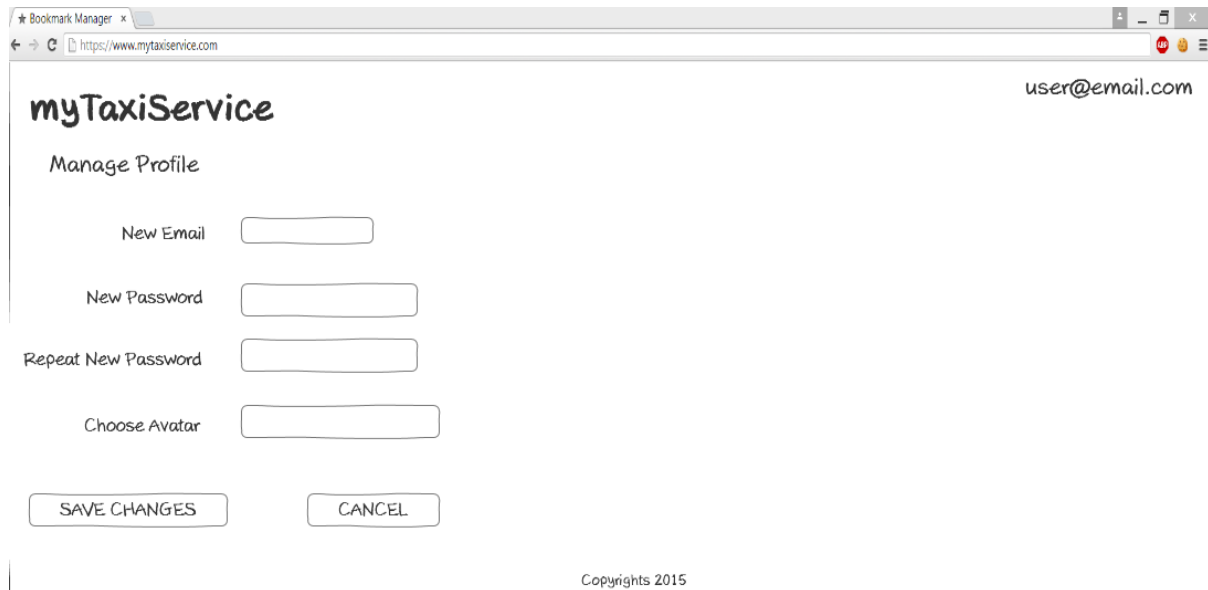 ★ Bookmark Manager ×
https://www.mytaxiservice.com
user@email.com
myTaxiService
Manage Profile
New Email
New Password
Repeat New Password
Choose Avatar
SAVE CHANGES CANCEL
Copyrights 2015